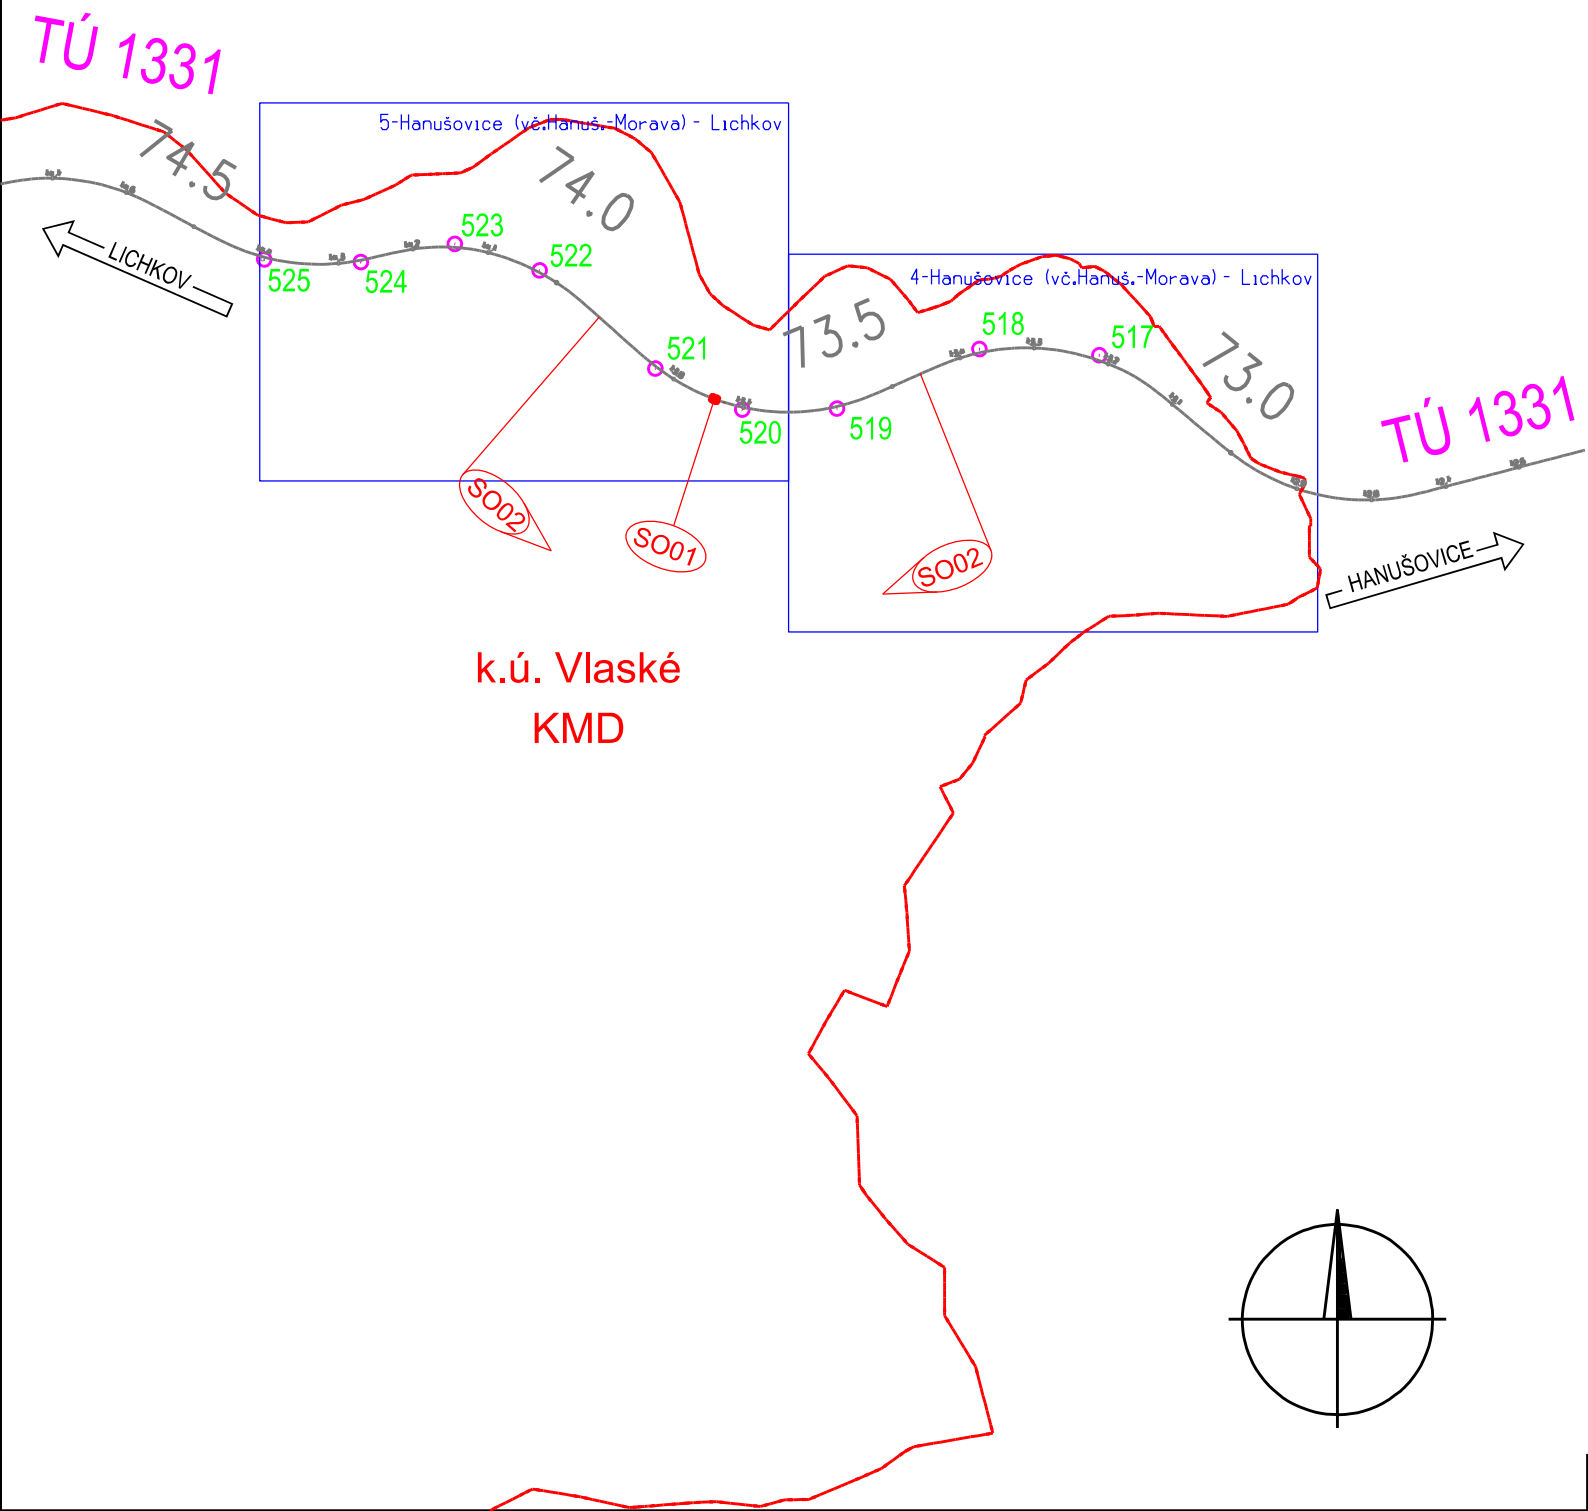 TÚ 1331
5-Hanušovice (vč.Hanuš.-Morava) - Lichkov
74.5
74.0
LICHKOV
525
524
523
522
521
520
4-Hanušovice (vč.Hanuš.-Morava) - Lichkov
73.5
519
518
517
73.0
TÚ 1331
SO02
SO01
SO02
HANUŠOVICE
k.ú. Vlaské
KMD